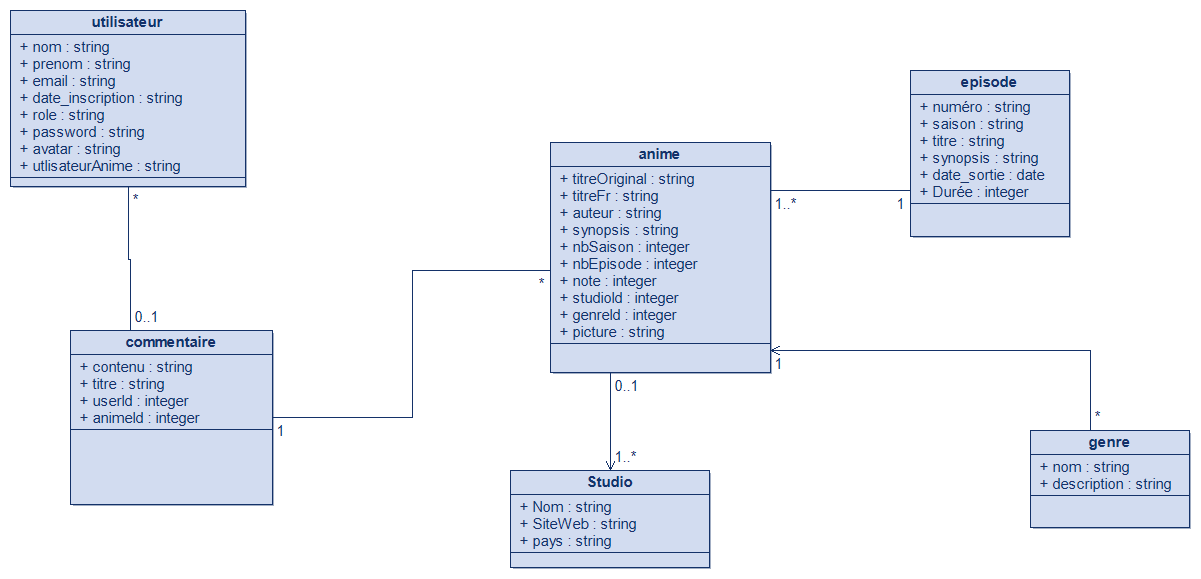 utilisateur
+ nom : string
+ prenom : string
+ email : string
+ date_inscription : string
+ role : string
+ password : string
+ avatar : string
+ utlisateurAnime : string
*
0..1
commentaire
+ contenu : string
+ titre : string
+ userId : integer
+ animeId : integer
1
*
anime
+ titreOriginal : string
+ titreFr : string
+ auteur : string
+ synopsis : string
+ nbSaison : integer
+ nbEpisode : integer
+ note : integer
+ studioId : integer
+ genreId : integer
+ picture : string
1..*
1
episode
+ numéro : string
+ saison : string
+ titre : string
+ synopsis : string
+ date_sortie : date
+ Durée : integer
0..1
1..*
Studio
+ Nom : string
+ SiteWeb : string
+ pays : string
1
*
genre
+ nom : string
+ description : string